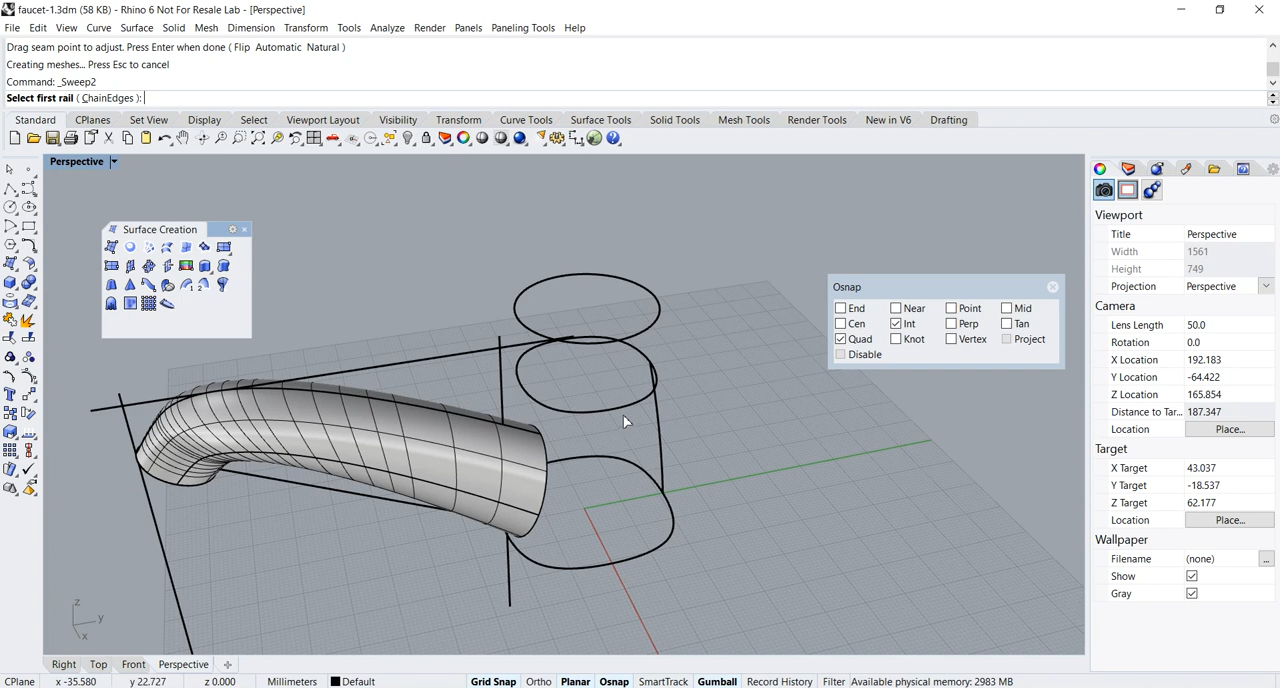 faucet-1.3dm (58 KB) - Rhino 6 Not For Resale Lab - [Perspective]
File Edit View Curve Surface Solid Mesh Dimension Transform Tools Analyze Render Panels Paneling Tools Help
Drag seam point to adjust. Press Enter when done ( Flip Automatic Natural )
Creating meshes... Press Esc to cancel
Command: _Sweep2
Select first rail ( ChainEdges ):
Standard CPlanes Set View Display Select Viewport Layout Visibility Transform Curve Tools Surface Tools Solid Tools Mesh Tools Render Tools New in V6 Drafting
Perspective
Surface Creation
Osnap
End Near Point Mid
Cen Int Perp Tan
Quad Knot Vertex Project
Disable
Viewport
Title Perspective
Width 1561
Height 749
Projection Perspective
Camera
Lens Length 50.0
Rotation 0.0
X Location 192.183
Y Location -64.422
Z Location 165.854
Distance to Tar... 187.347
Location Place...
Target
X Target 43.037
Y Target -18.537
Z Target 62.177
Location Place...
Wallpaper
Filename (none) ...
Show
Gray
z
y
x
Right Top Front Perspective
CPlane x -35.580 y 22.727 z 0.000 Millimeters Default Grid Snap Ortho Planar Osnap SmartTrack Gumball Record History Filter Available physical memory: 2983 MB